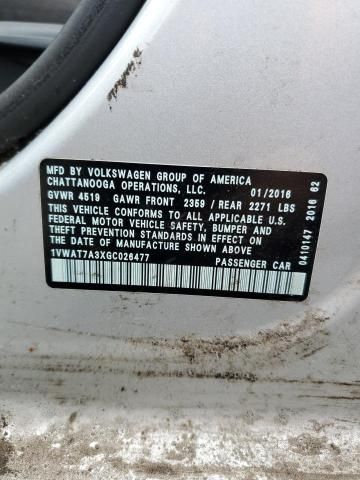 MFD BY VOLKSWAGEN GROUP OF AMERICA
CHATTANOOGA OPERATIONS, LLC. 01/2016
GVWR 4519 GAWR FRONT 2359 / REAR 2271 LBS
THIS VEHICLE CONFORMS TO ALL APPLICABLE U.S.
FEDERAL MOTOR VEHICLE SAFETY, BUMPER AND
THEFT PREVENTION STANDARDS IN EFFECT ON
THE DATE OF MANUFACTURE SHOWN ABOVE
1VWAT7A3XGC026477 PASSENGER CAR
0410147 2016 62